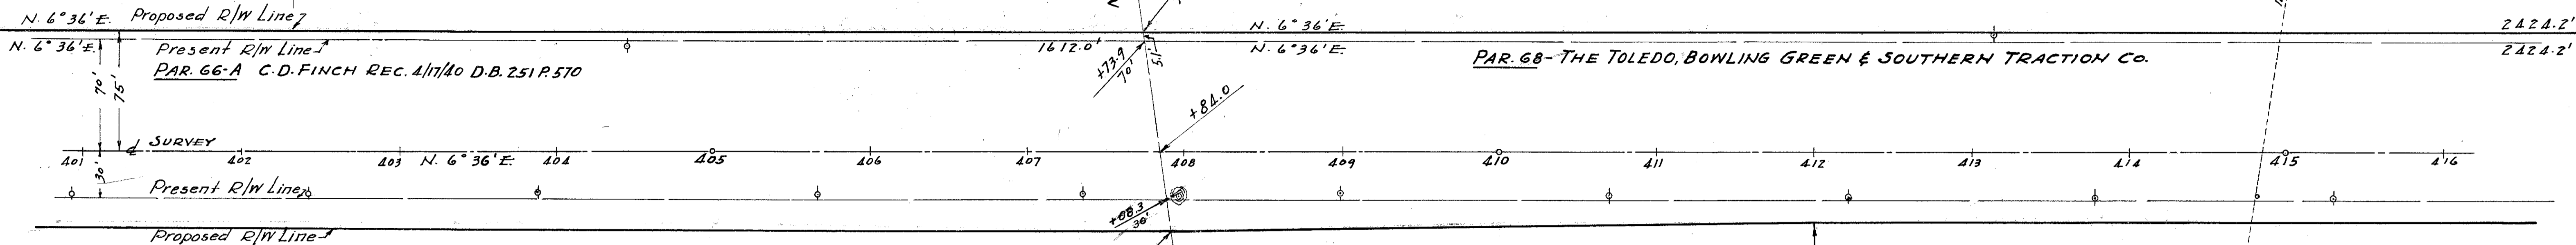 N. 6° 36' E. Proposed R/W Line
N. 6° 36' E.
2424.2'
N. 6° 36' E. Present R/W Line
1612.0'
N. 6° 36' E.
2424.2'
PAR. 66-A C.D. FINCH REC. 4/17/40 D.B. 251 P. 570
+73.9
70'
5.1'
PAR. 68 - THE TOLEDO, BOWLING GREEN & SOUTHERN TRACTION CO.
70'
75'
+84.0
SURVEY
401 402 403 N. 6° 36' E. 404 405 406 407 408 409 410 411 412 413 414 415 416
30'
Present R/W Line
+88.3
30'
Proposed R/W Line